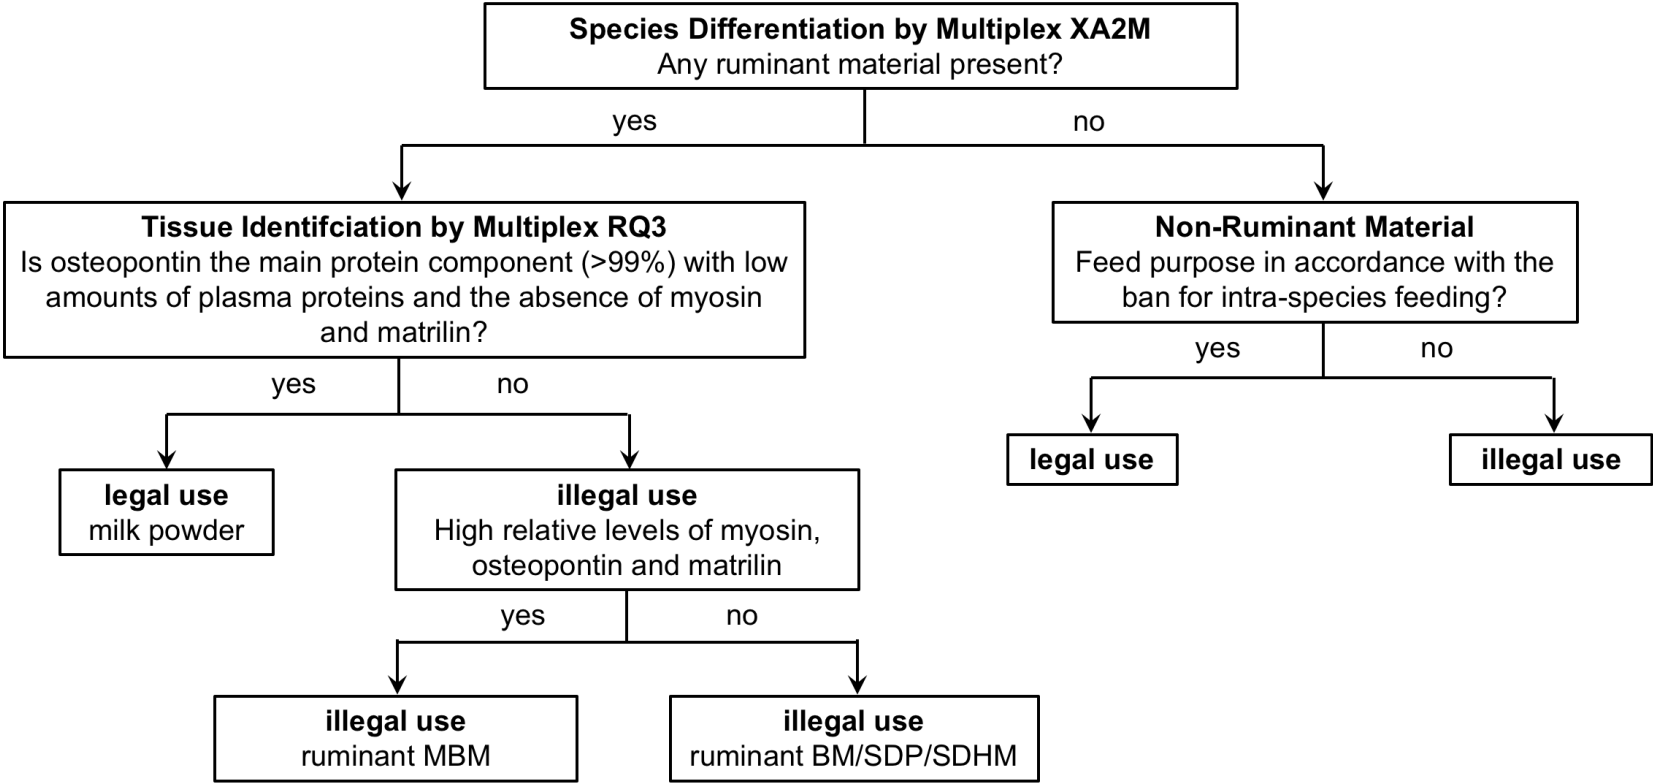 Species Differentiation by Multiplex XA2M
Any ruminant material present?
yes
no
Tissue Identifciation by Multiplex RQ3
Is osteopontin the main protein component (>99%) with low
amounts of plasma proteins and the absence of myosin
and matrilin?
Non-Ruminant Material
Feed purpose in accordance with the
ban for intra-species feeding?
yes
no
yes
no
legal use
milk powder
illegal use
High relative levels of myosin,
osteopontin and matrilin
legal use
illegal use
yes
no
illegal use
ruminant MBM
illegal use
ruminant BM/SDP/SDHM